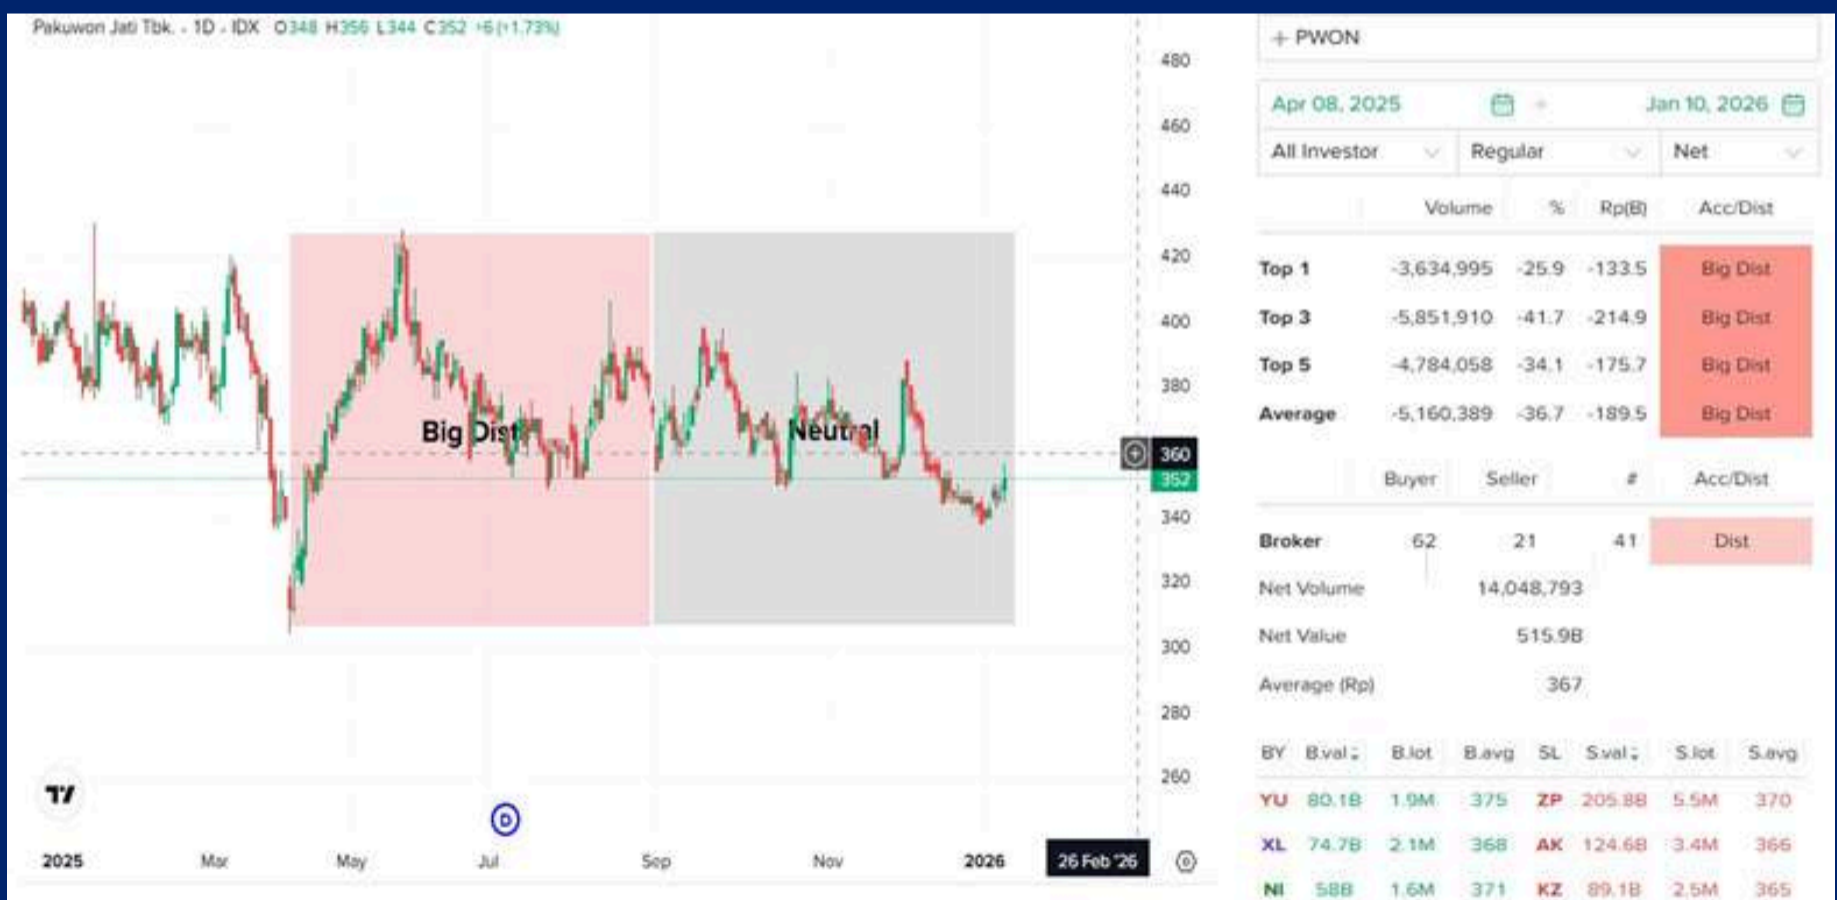 Pakuwon Jati Tbk. · 1D · IDX O348 H356 L344 C352 +6 (+1.73%)
480
460
440
420
400
380
360
352
340
320
300
280
260
Big Dist
Neutral
D
2025 Mar May Jul Sep Nov 2026 26 Feb '26
+ PWON
Apr 08, 2025 Jan 10, 2026
All Investor Regular Net
Volume % Rp(B) Acc/Dist
Top 1 -3,634,995 -25.9 -133.5 Big Dist
Top 3 -5,851,910 -41.7 -214.9 Big Dist
Top 5 -4,784,058 -34.1 -175.7 Big Dist
Average -5,160,389 -36.7 -189.5 Big Dist
Buyer Seller # Acc/Dist
Broker 62 21 41 Dist
Net Volume 14,048,793
Net Value 515.9B
Average (Rp) 367
BY B.val B.lot B.avg SL S.val S.lot S.avg
YU 80.1B 1.9M 375 ZP 205.8B 5.5M 370
XL 74.7B 2.1M 368 AK 124.6B 3.4M 366
NI 58B 1.6M 371 KZ 89.1B 2.5M 365